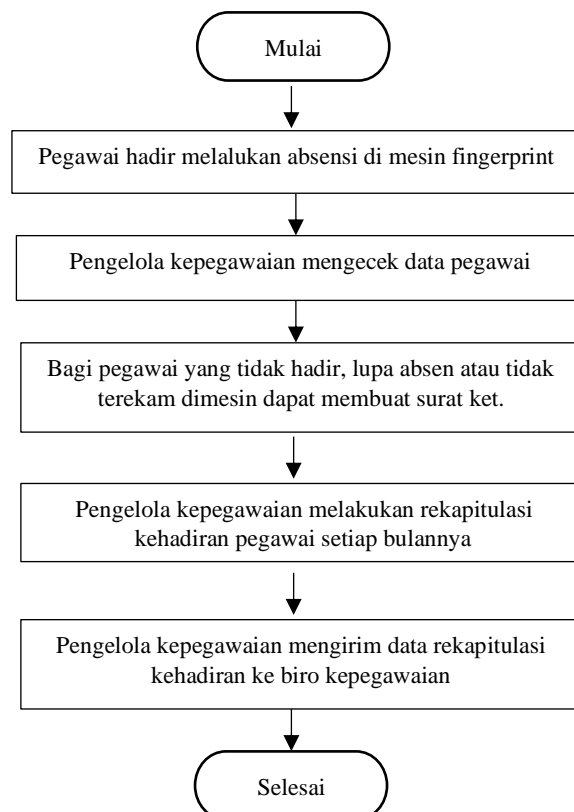 Mulai
Pegawai hadir melalukan absensi di mesin fingerprint
Pengelola kepegawaian mengecek data pegawai
Bagi pegawai yang tidak hadir, lupa absen atau tidak
terekam dimesin dapat membuat surat ket.
Pengelola kepegawaian melakukan rekapitulasi
kehadiran pegawai setiap bulannya
Pengelola kepegawaian mengirim data rekapitulasi
kehadiran ke biro kepegawaian
Selesai